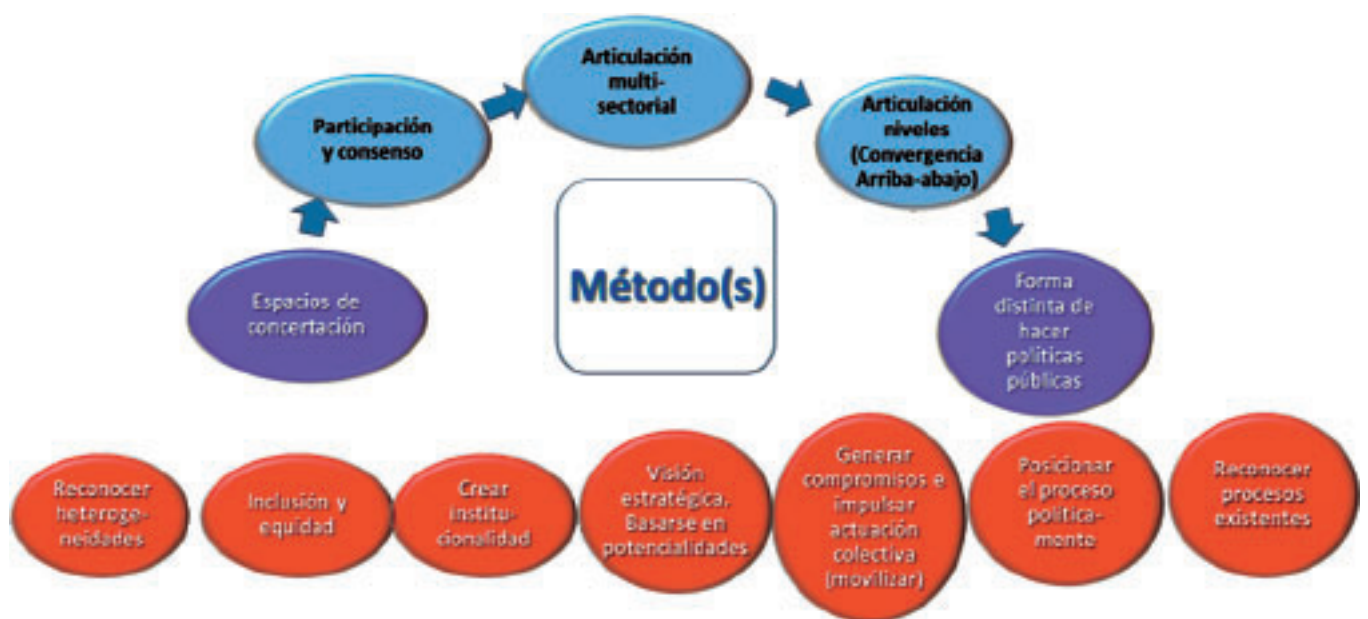 Articulación
multi-
sectorial
Participación
y consenso
Articulación
niveles
(Convergencia
Arriba-abajo)
Método(s)
Espacios de
concertación
Forma
distinta de
hacer
políticas
públicas
Reconocer
heteroge-
neidades
Inclusión y
equidad
Crear
institu-
cionalidad
Visión
estratégica.
Basarse en
potencialidades
Generar
compromisos e
impulsar
actuación
colectiva
(movilizar)
Posicionar
el proceso
política-
mente
Reconocer
procesos
existentes